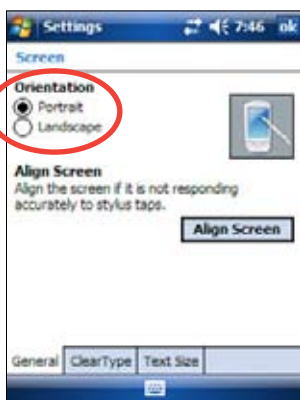 Settings 7:46 ok
Screen
Orientation
Portrait
Landscape
Align Screen
Align the screen if it is not responding
accurately to stylus taps.
Align Screen
General ClearType Text Size